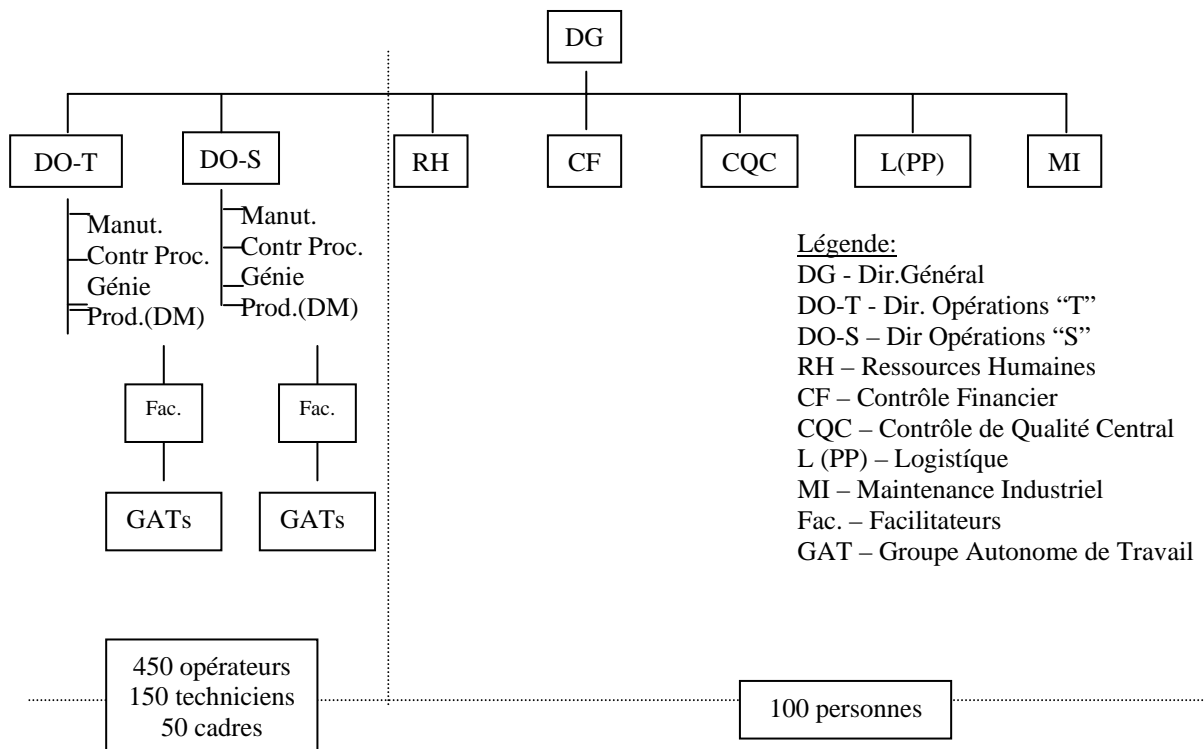 DG
DO-T
DO-S
RH
CF
CQC
L(PP)
MI
Manut.
Contr Proc.
Génie
Prod.(DM)
Manut.
Contr Proc.
Génie
Prod.(DM)
Fac.
Fac.
GATs
GATs
Légende:
DG - Dir.Général
DO-T - Dir. Opérations “T”
DO-S – Dir Opérations “S”
RH – Ressources Humaines
CF – Contrôle Financier
CQC – Contrôle de Qualité Central
L (PP) – Logistíque
MI – Maintenance Industriel
Fac. – Facilitateurs
GAT – Groupe Autonome de Travail
450 opérateurs
150 techniciens
50 cadres
100 personnes